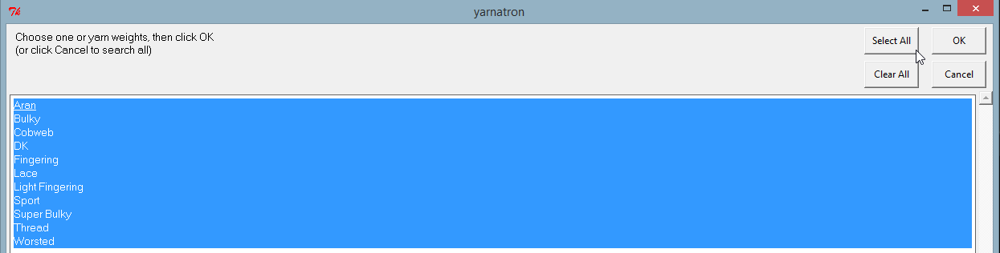 yarnatron
Choose one or yarn weights, then click OK
(or click Cancel to search all)
Select All
OK
Clear All
Cancel
Aran
Bulky
Cobweb
DK
Fingering
Lace
Light Fingering
Sport
Super Bulky
Thread
Worsted